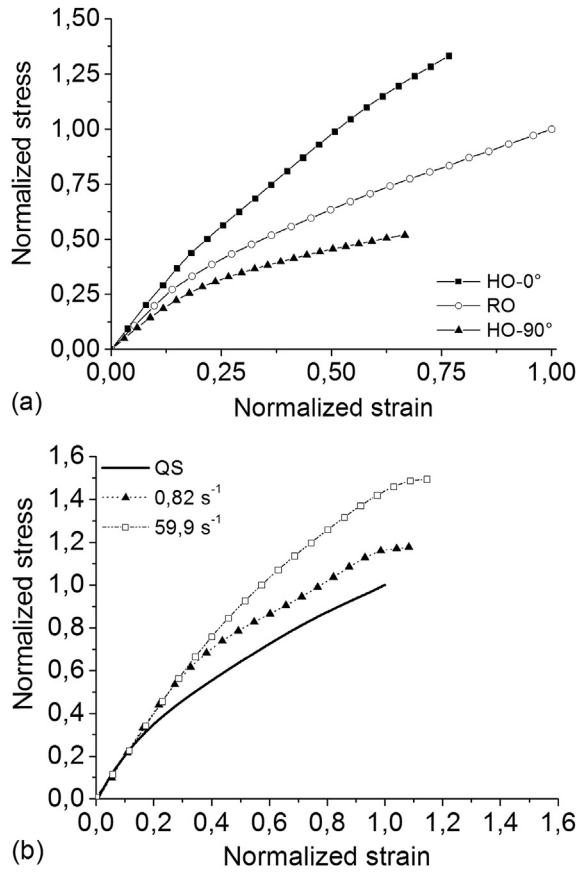 1,50
1,25
1,00
0,75
0,50
0,25
0,00
Normalized stress
HO-0°
RO
HO-90°
0,00 0,25 0,50 0,75 1,00
Normalized strain
(a)
1,6
1,4
1,2
1,0
0,8
0,6
0,4
0,2
0,0
Normalized stress
QS
0,82 s⁻¹
59,9 s⁻¹
0,0 0,2 0,4 0,6 0,8 1,0 1,2 1,4 1,6
Normalized strain
(b)